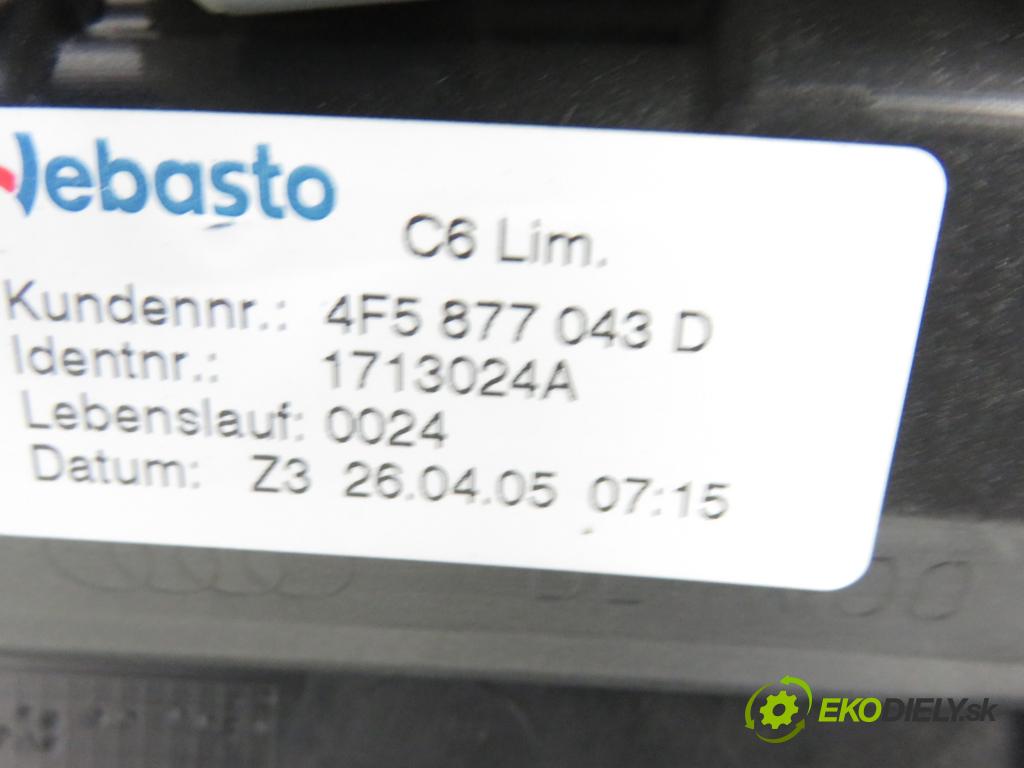 Webasto
C6 Lim.
Kundennr.: 4F5 877 043 D
Identnr.: 1713024A
Lebenslauf: 0024
Datum: Z3 26.04.05 07:15
EKODIELY.sk